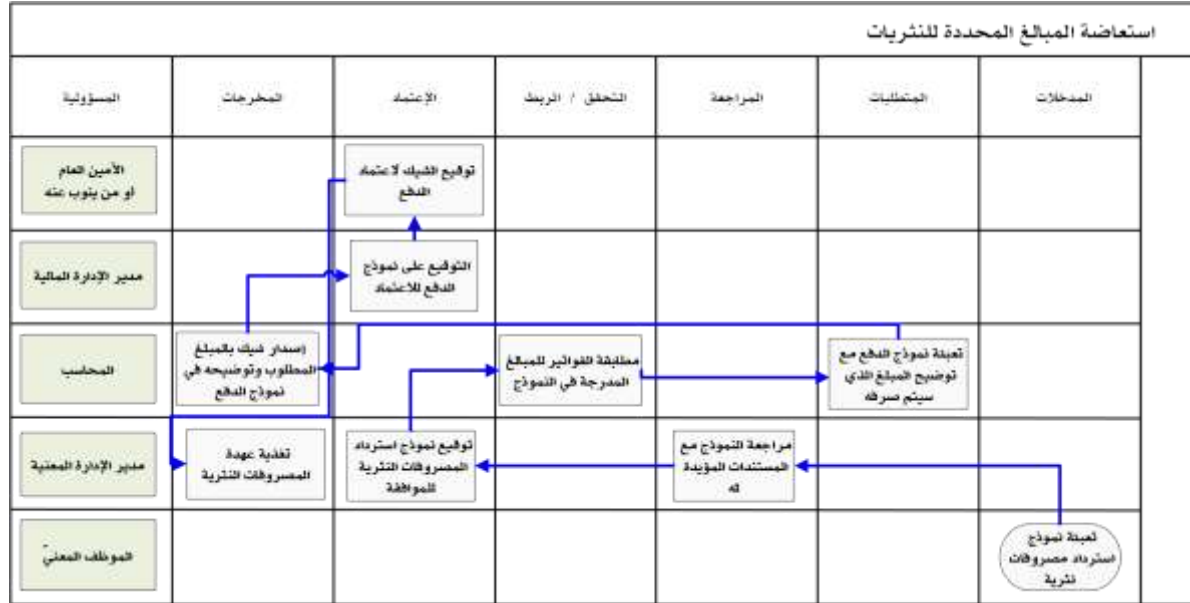 استعاضة المبالغ المحددة للنثريات
المدخلات
المتطلبات
المراجعة
التحقق / الربط
الإعتماد
المخرجات
المسؤولية
توقيع الشيك لاعتماد
الدفع
الأمين العام
أو من ينوب عنه
التوقيع على نموذج
الدفع للاعتماد
مدير الإدارة المالية
تعبئة نموذج الدفع مع
توضيح المبلغ الذي
سيتم صرفه
مطابقة الفواتير للمبالغ
المدرجة في النموذج
إصدار شيك بالمبلغ
المطلوب وتوضيحه في
نموذج الدفع
المحاسب
مراجعة النموذج مع
المستندات المؤيدة
له
توقيع نموذج استرداد
المصروفات النثرية
للموافقة
تغذية عهدة
المصروفات النثرية
مدير الإدارة المعنية
تعبئة نموذج
استرداد مصروفات
نثرية
الموظف المعنيّ